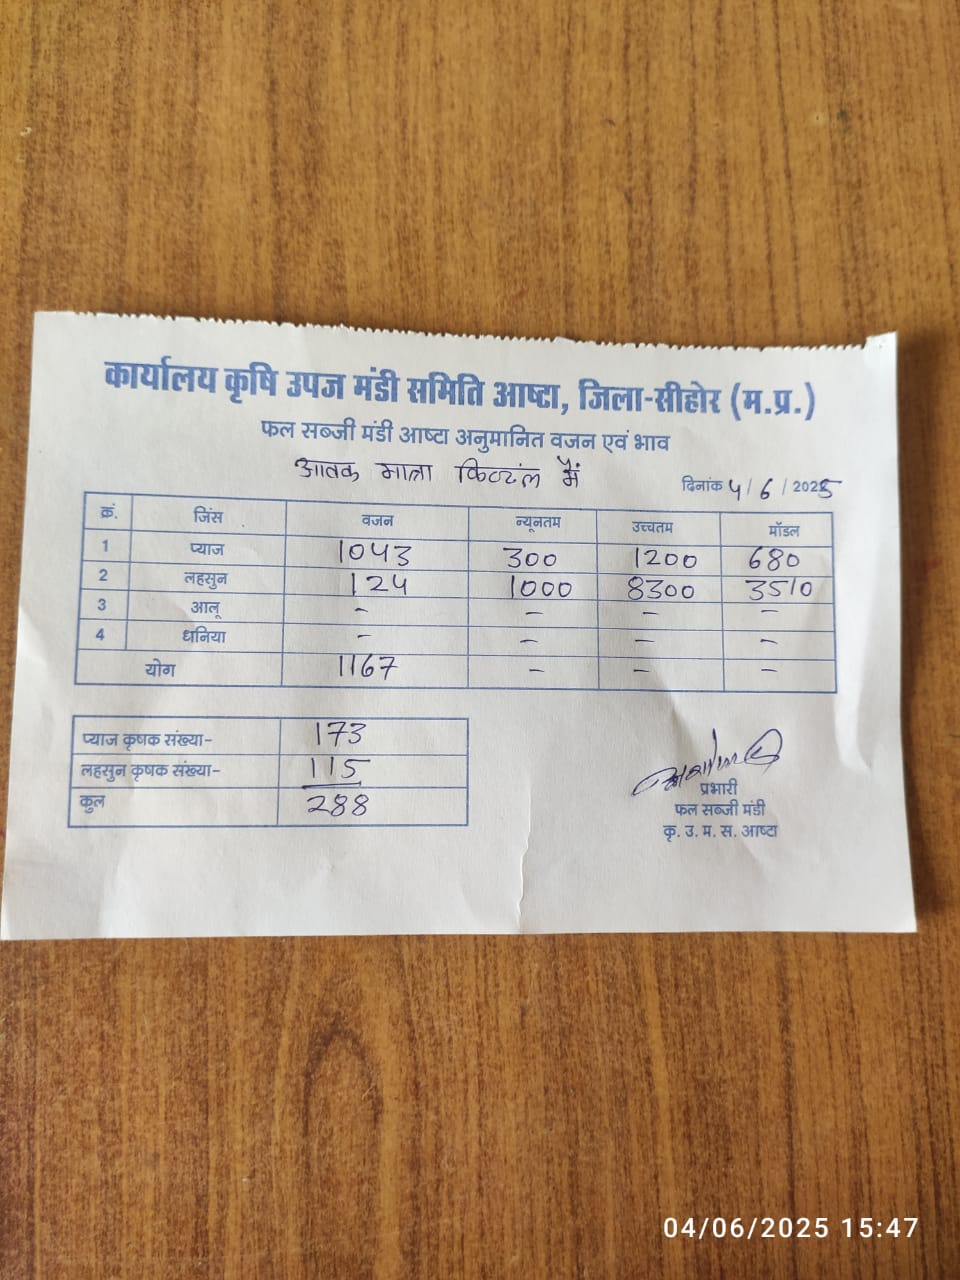 कार्यालय कृषि उपज मंडी समिति आष्टा, जिला-सीहोर (म.प्र.)
फल सब्जी मंडी आष्टा अनुमानित वजन एवं भाव
आवक मात्रा क्विंटल में
दिनांक 4/6/2025
क्रं. जिंस वजन न्यूनतम उच्चतम मॉडल
1 प्याज 1043 300 1200 680
2 लहसुन 124 1000 8300 3510
3 आलू - - - -
4 धनिया - - - -
योग 1167 - - -
प्याज कृषक संख्या- 173
लहसुन कृषक संख्या- 115
कुल 288
प्रभारी
फल सब्जी मंडी
कृ. उ. म. स. आष्टा
04/06/2025 15:47